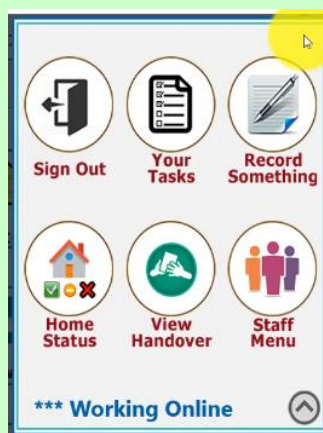 Sign Out
Your
Tasks
Record
Something
Home
Status
View
Handover
Staff
Menu
*** Working Online